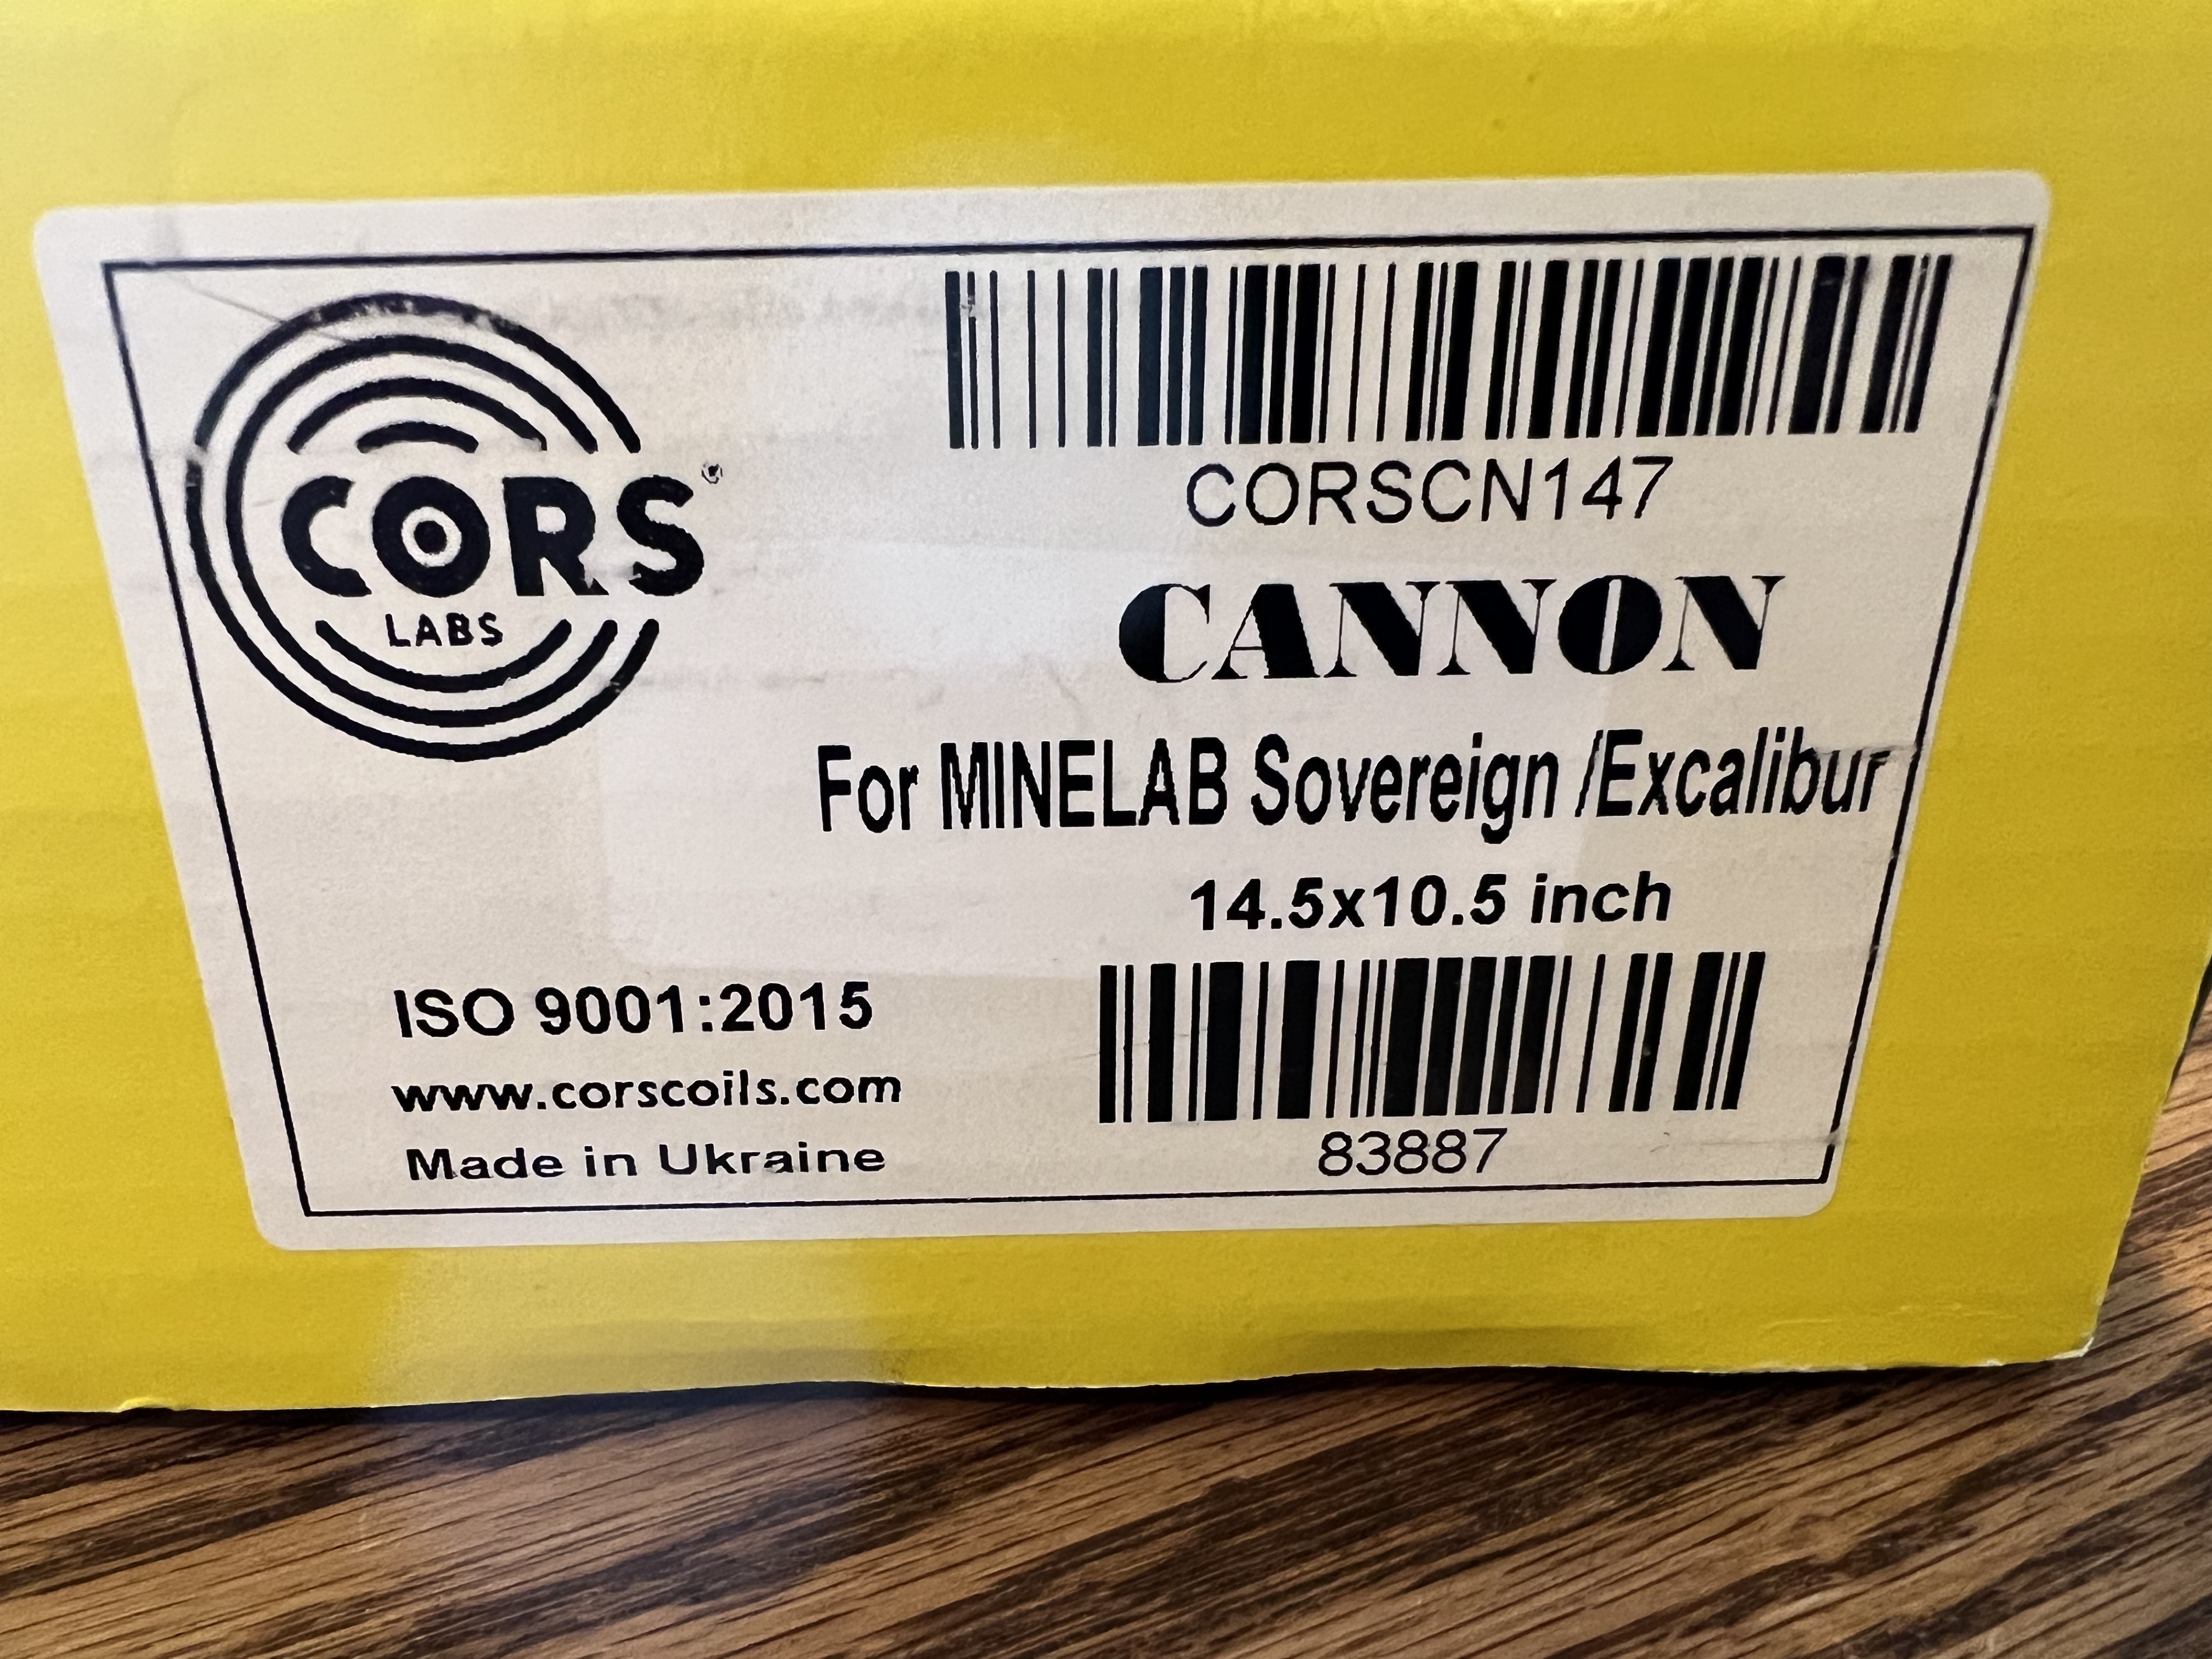 CORS
LABS
CORSCN147
CANNON
For MINELAB Sovereign /Excalibur
14.5x10.5 inch
ISO 9001:2015
www.corscoils.com
Made in Ukraine
83887